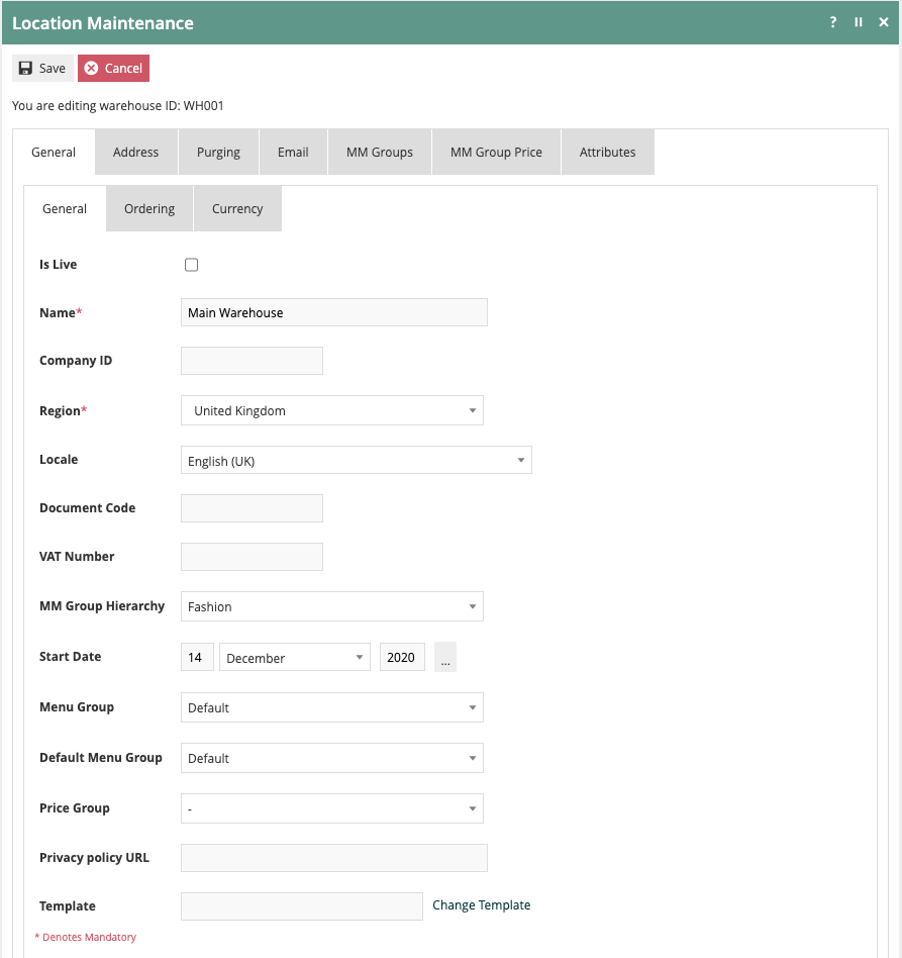 Location Maintenance ?
Save Cancel
You are editing warehouse ID: WH001
General Address Purging Email MM Groups MM Group Price Attributes
General Ordering Currency
Is Live
Name* Main Warehouse
Company ID
Region* United Kingdom
Locale English (UK)
Document Code
VAT Number
MM Group Hierarchy Fashion
Start Date 14 December 2020 ...
Menu Group Default
Default Menu Group Default
Price Group -
Privacy policy URL
Template Change Template
* Denotes Mandatory